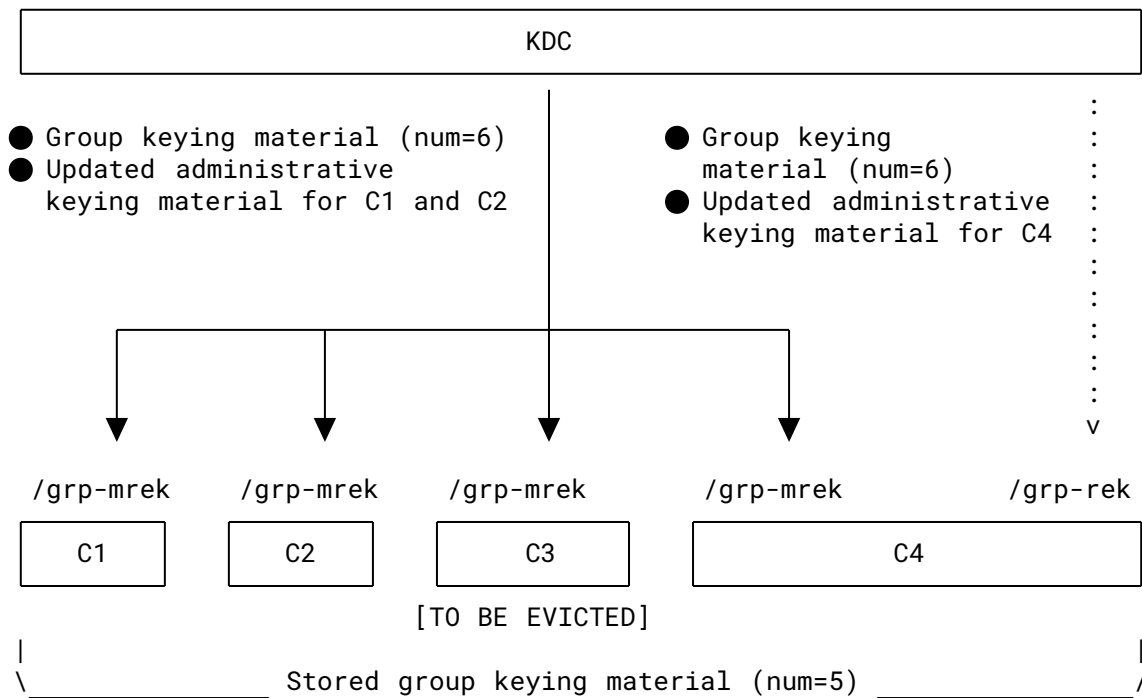 KDC
● Group keying material (num=6)
● Updated administrative
keying material for C1 and C2
● Group keying
material (num=6)
● Updated administrative
keying material for C4
/grp-mrek /grp-mrek /grp-mrek /grp-mrek /grp-rek
C1 C2 C3 C4
[TO BE EVICTED]
Stored group keying material (num=5)